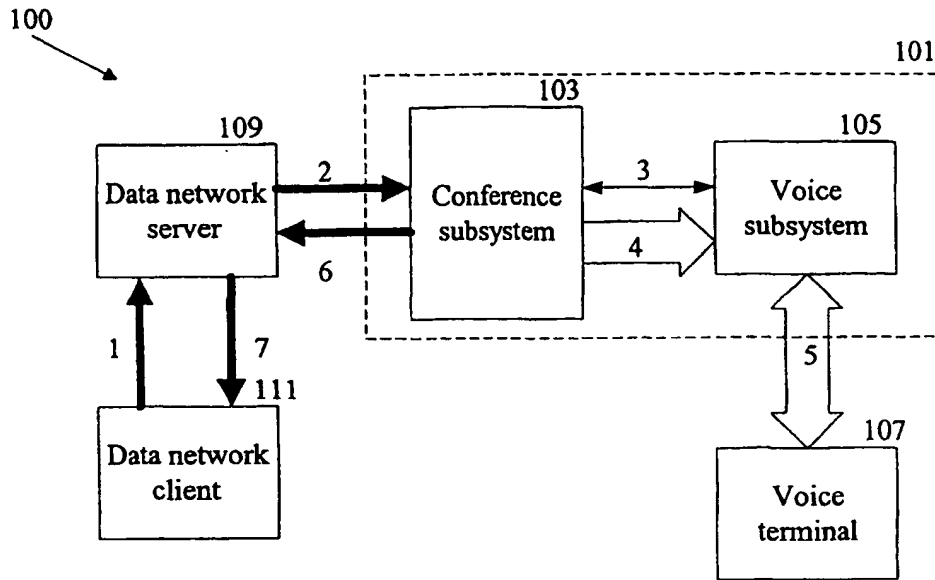 100
101
103
109
105
Data network
server
2
6
Conference
subsystem
3
4
Voice
subsystem
1
7
5
111
107
Data network
client
Voice
terminal